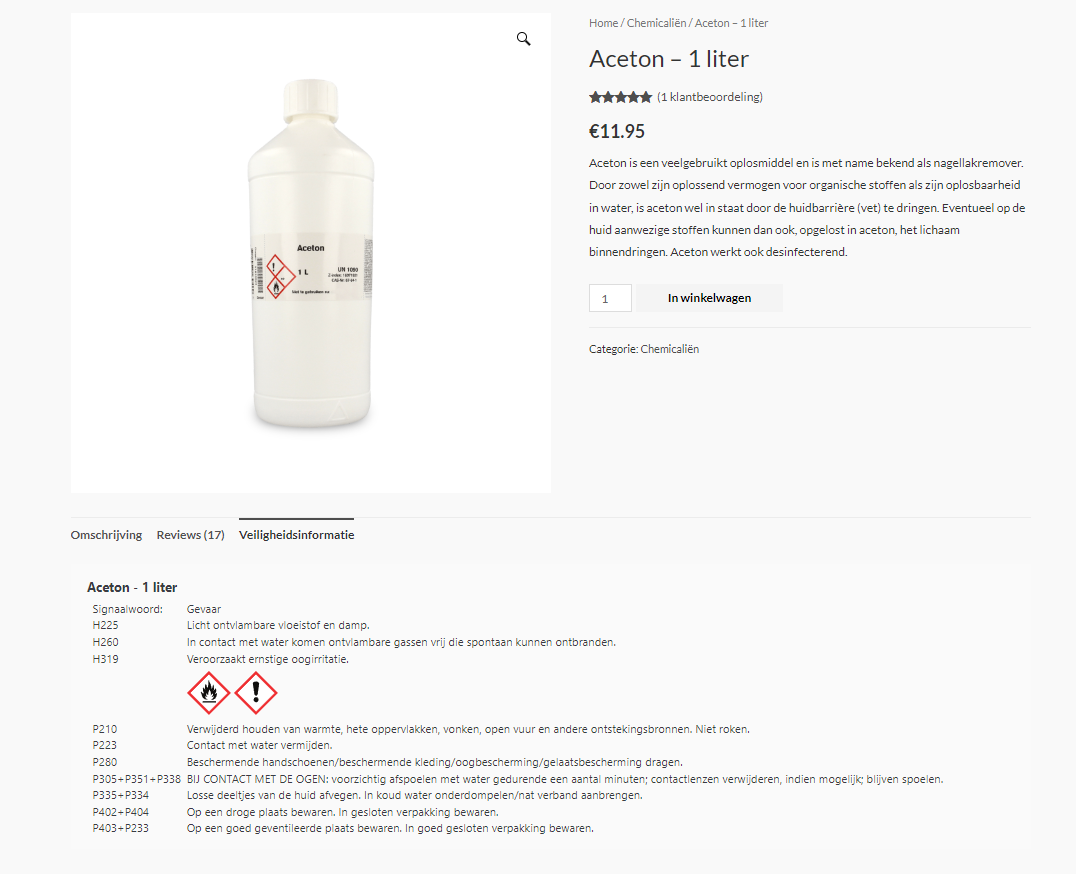 Home / Chemicaliën / Aceton – 1 liter
Aceton – 1 liter
(1 klantbeoordeling)
€11.95
Aceton is een veelgebruikt oplosmiddel en is met name bekend als nagellakremover.
Door zowel zijn oplossend vermogen voor organische stoffen als zijn oplosbaarheid
in water, is aceton wel in staat door de huidbarrière (vet) te dringen. Eventueel op de
huid aanwezige stoffen kunnen dan ook, opgelost in aceton, het lichaam
binnendringen. Aceton werkt ook desinfecterend.
1
In winkelwagen
Categorie: Chemicaliën
Aceton
1 L
UN 1090
Omschrijving
Reviews (17)
Veiligheidsinformatie
Aceton - 1 liter
Signaalwoord: Gevaar
H225 Licht ontvlambare vloeistof en damp.
H260 In contact met water komen ontvlambare gassen vrij die spontaan kunnen ontbranden.
H319 Veroorzaakt ernstige oogirritatie.
P210 Verwijderd houden van warmte, hete oppervlakken, vonken, open vuur en andere ontstekingsbronnen. Niet roken.
P223 Contact met water vermijden.
P280 Beschermende handschoenen/beschermende kleding/oogbescherming/gelaatsbescherming dragen.
P305+P351+P338 BIJ CONTACT MET DE OGEN: voorzichtig afspoelen met water gedurende een aantal minuten; contactlenzen verwijderen, indien mogelijk; blijven spoelen.
P335+P334 Losse deeltjes van de huid afvegen. In koud water onderdompelen/nat verband aanbrengen.
P402+P404 Op een droge plaats bewaren. In gesloten verpakking bewaren.
P403+P233 Op een goed geventileerde plaats bewaren. In goed gesloten verpakking bewaren.